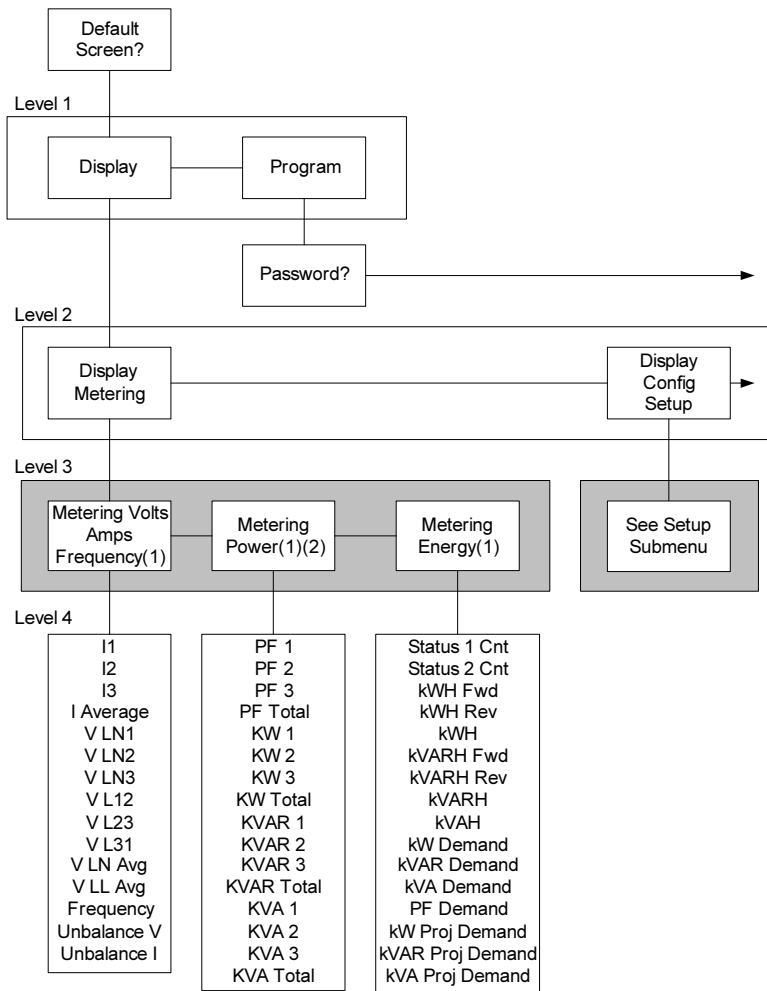 Default
Screen?
Level 1
Display
Program
Password?
Level 2
Display
Metering
Display
Config
Setup
Level 3
Metering Volts
Amps
Frequency(1)
Metering
Power(1)(2)
Metering
Energy(1)
See Setup
Submenu
Level 4
I1
I2
I3
I Average
V LN1
V LN2
V LN3
V L12
V L23
V L31
V LN Avg
V LL Avg
Frequency
Unbalance V
Unbalance I
PF 1
PF 2
PF 3
PF Total
KW 1
KW 2
KW 3
KW Total
KVAR 1
KVAR 2
KVAR 3
KVAR Total
KVA 1
KVA 2
KVA 3
KVA Total
Status 1 Cnt
Status 2 Cnt
kWH Fwd
kWH Rev
kWH
kVARH Fwd
kVARH Rev
kVARH
kVAH
kW Demand
kVAR Demand
kVA Demand
PF Demand
kW Proj Demand
kVAR Proj Demand
kVA Proj Demand